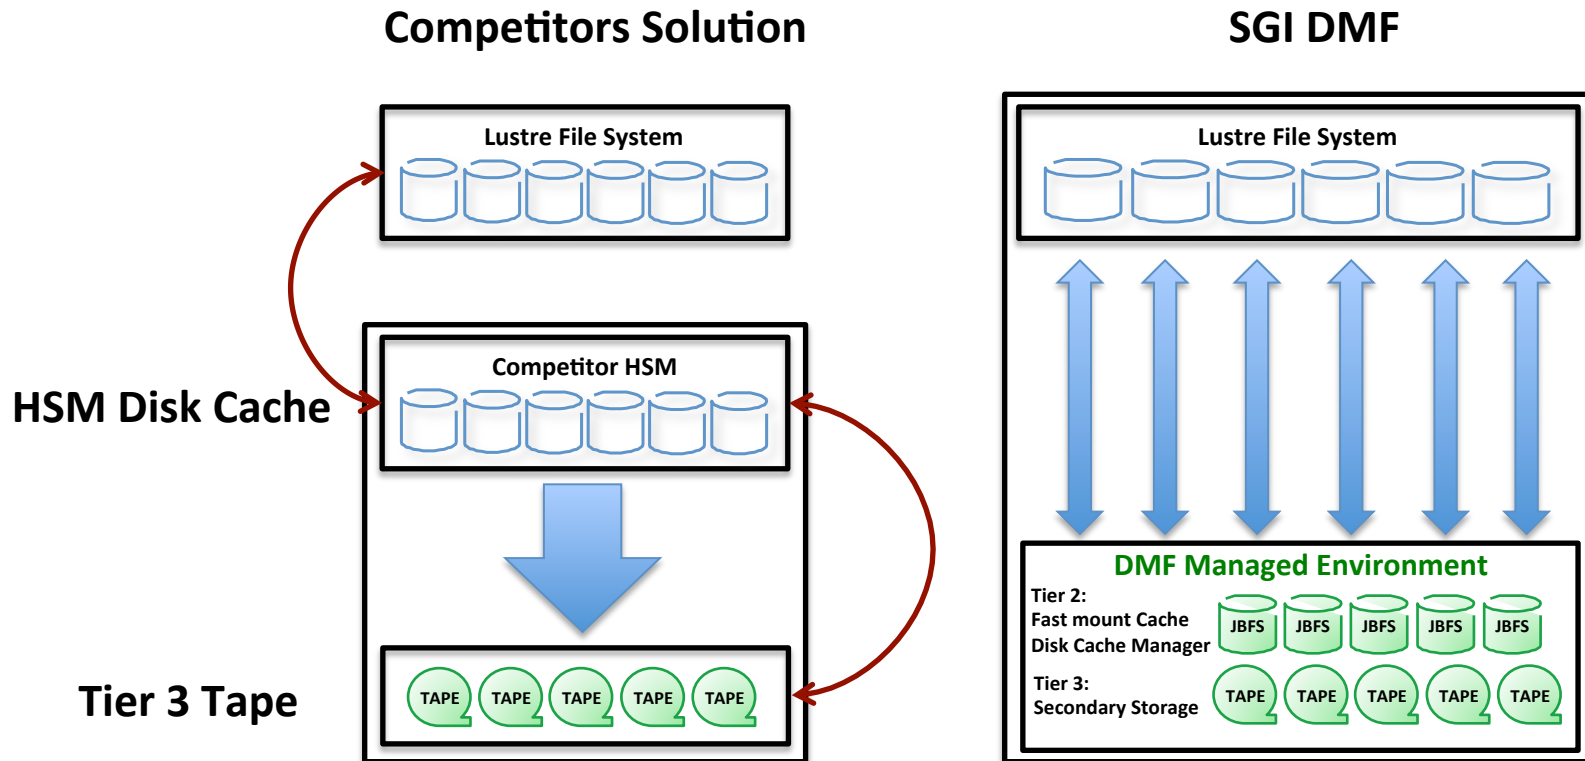 Competitors Solution
Lustre File System
HSM Disk Cache
Competitor HSM
Tier 3 Tape
TAPE TAPE TAPE TAPE TAPE
SGI DMF
Lustre File System
DMF Managed Environment
Tier 2:
Fast mount Cache
Disk Cache Manager
JBFS JBFS JBFS JBFS JBFS
Tier 3:
Secondary Storage
TAPE TAPE TAPE TAPE TAPE